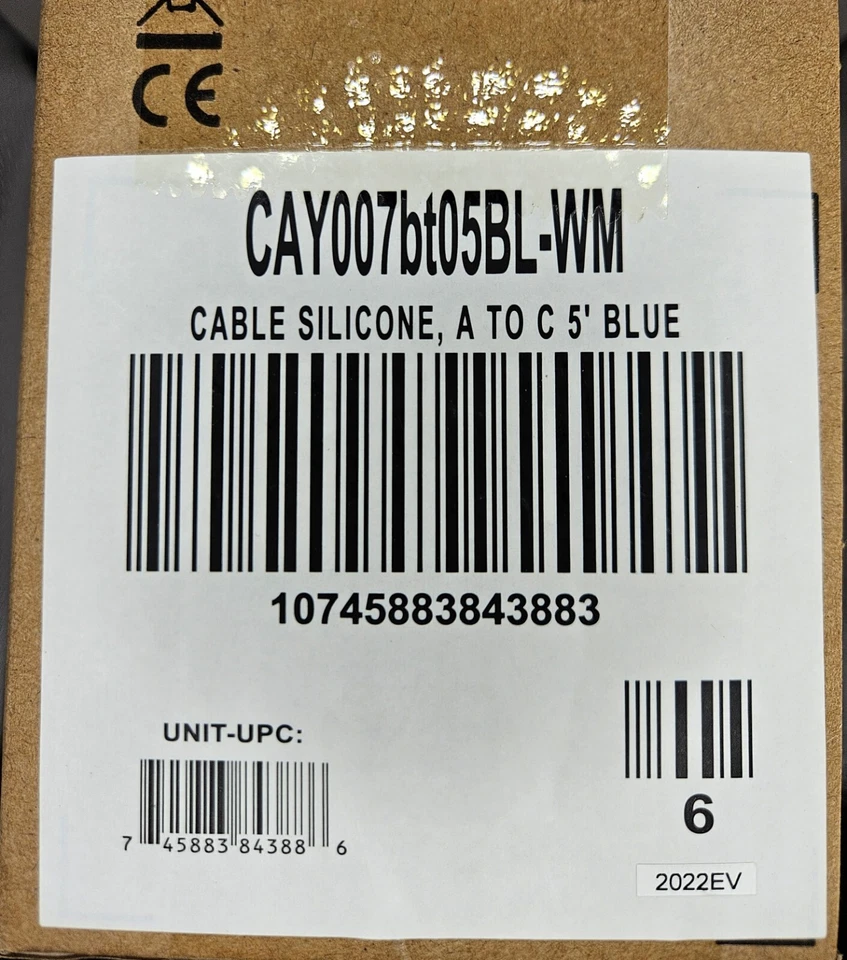 CE
CAY007bt05BL-WM
CABLE SILICONE, A TO C 5' BLUE
10745883843883
UNIT-UPC:
7 45883 84388 6
6
2022EV